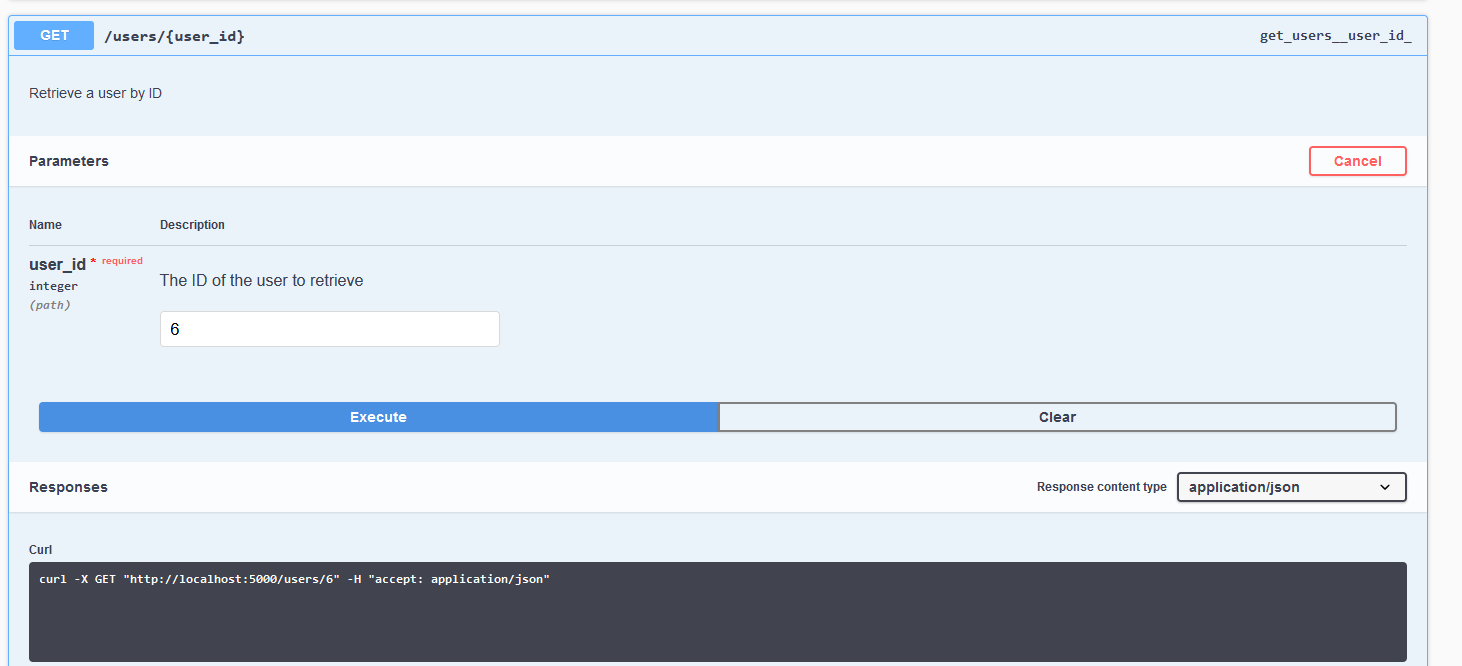 GET /users/{user_id} get_users__user_id_
Retrieve a user by ID
Parameters Cancel
Name Description
user_id * required
integer
(path)
The ID of the user to retrieve
6
Execute Clear
Responses Response content type application/json
Curl
curl -X GET "http://localhost:5000/users/6" -H "accept: application/json"